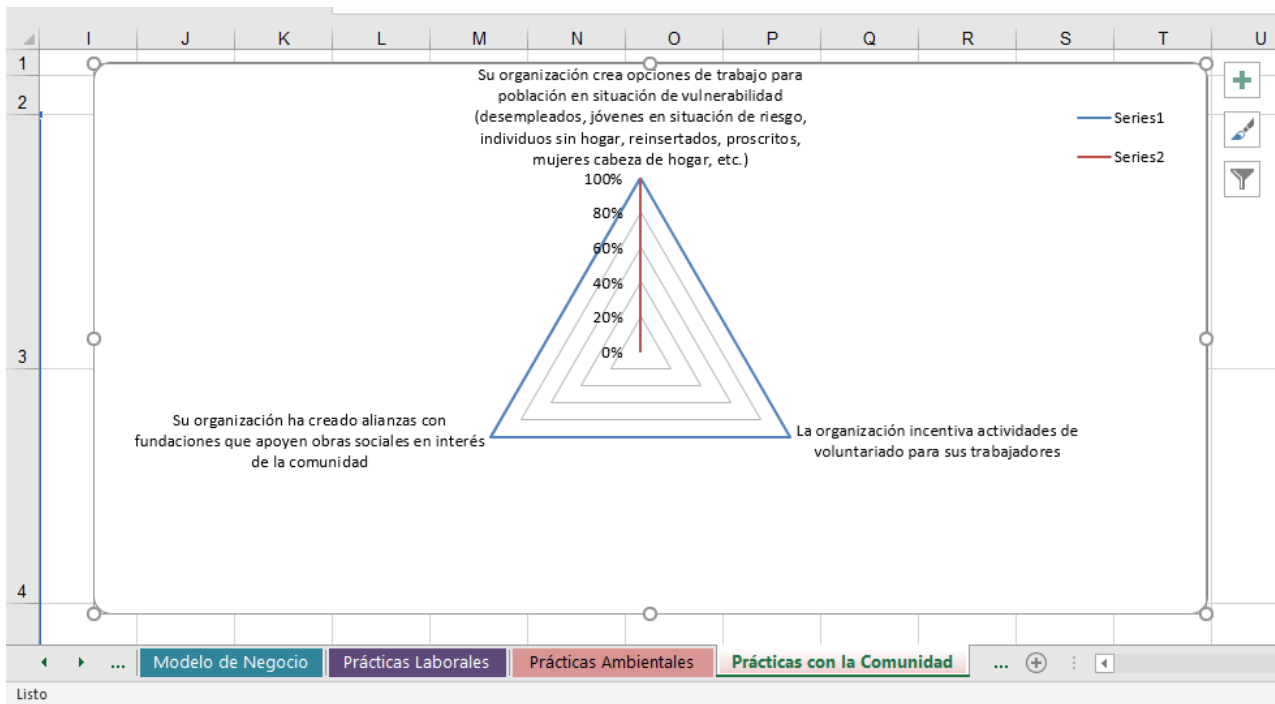 I J K L M N O P Q R S T U
1
Su organización crea opciones de trabajo para
población en situación de vulnerabilidad
2
(desempleados, jóvenes en situación de riesgo,
individuos sin hogar, reinsertados, proscritos,
mujeres cabeza de hogar, etc.)
Series1
Series2
100%
80%
60%
40%
20%
0%
3
Su organización ha creado alianzas con
fundaciones que apoyen obras sociales en interés
de la comunidad
La organización incentiva actividades de
voluntariado para sus trabajadores
4
... Modelo de Negocio Prácticas Laborales Prácticas Ambientales Prácticas con la Comunidad ...
Listo